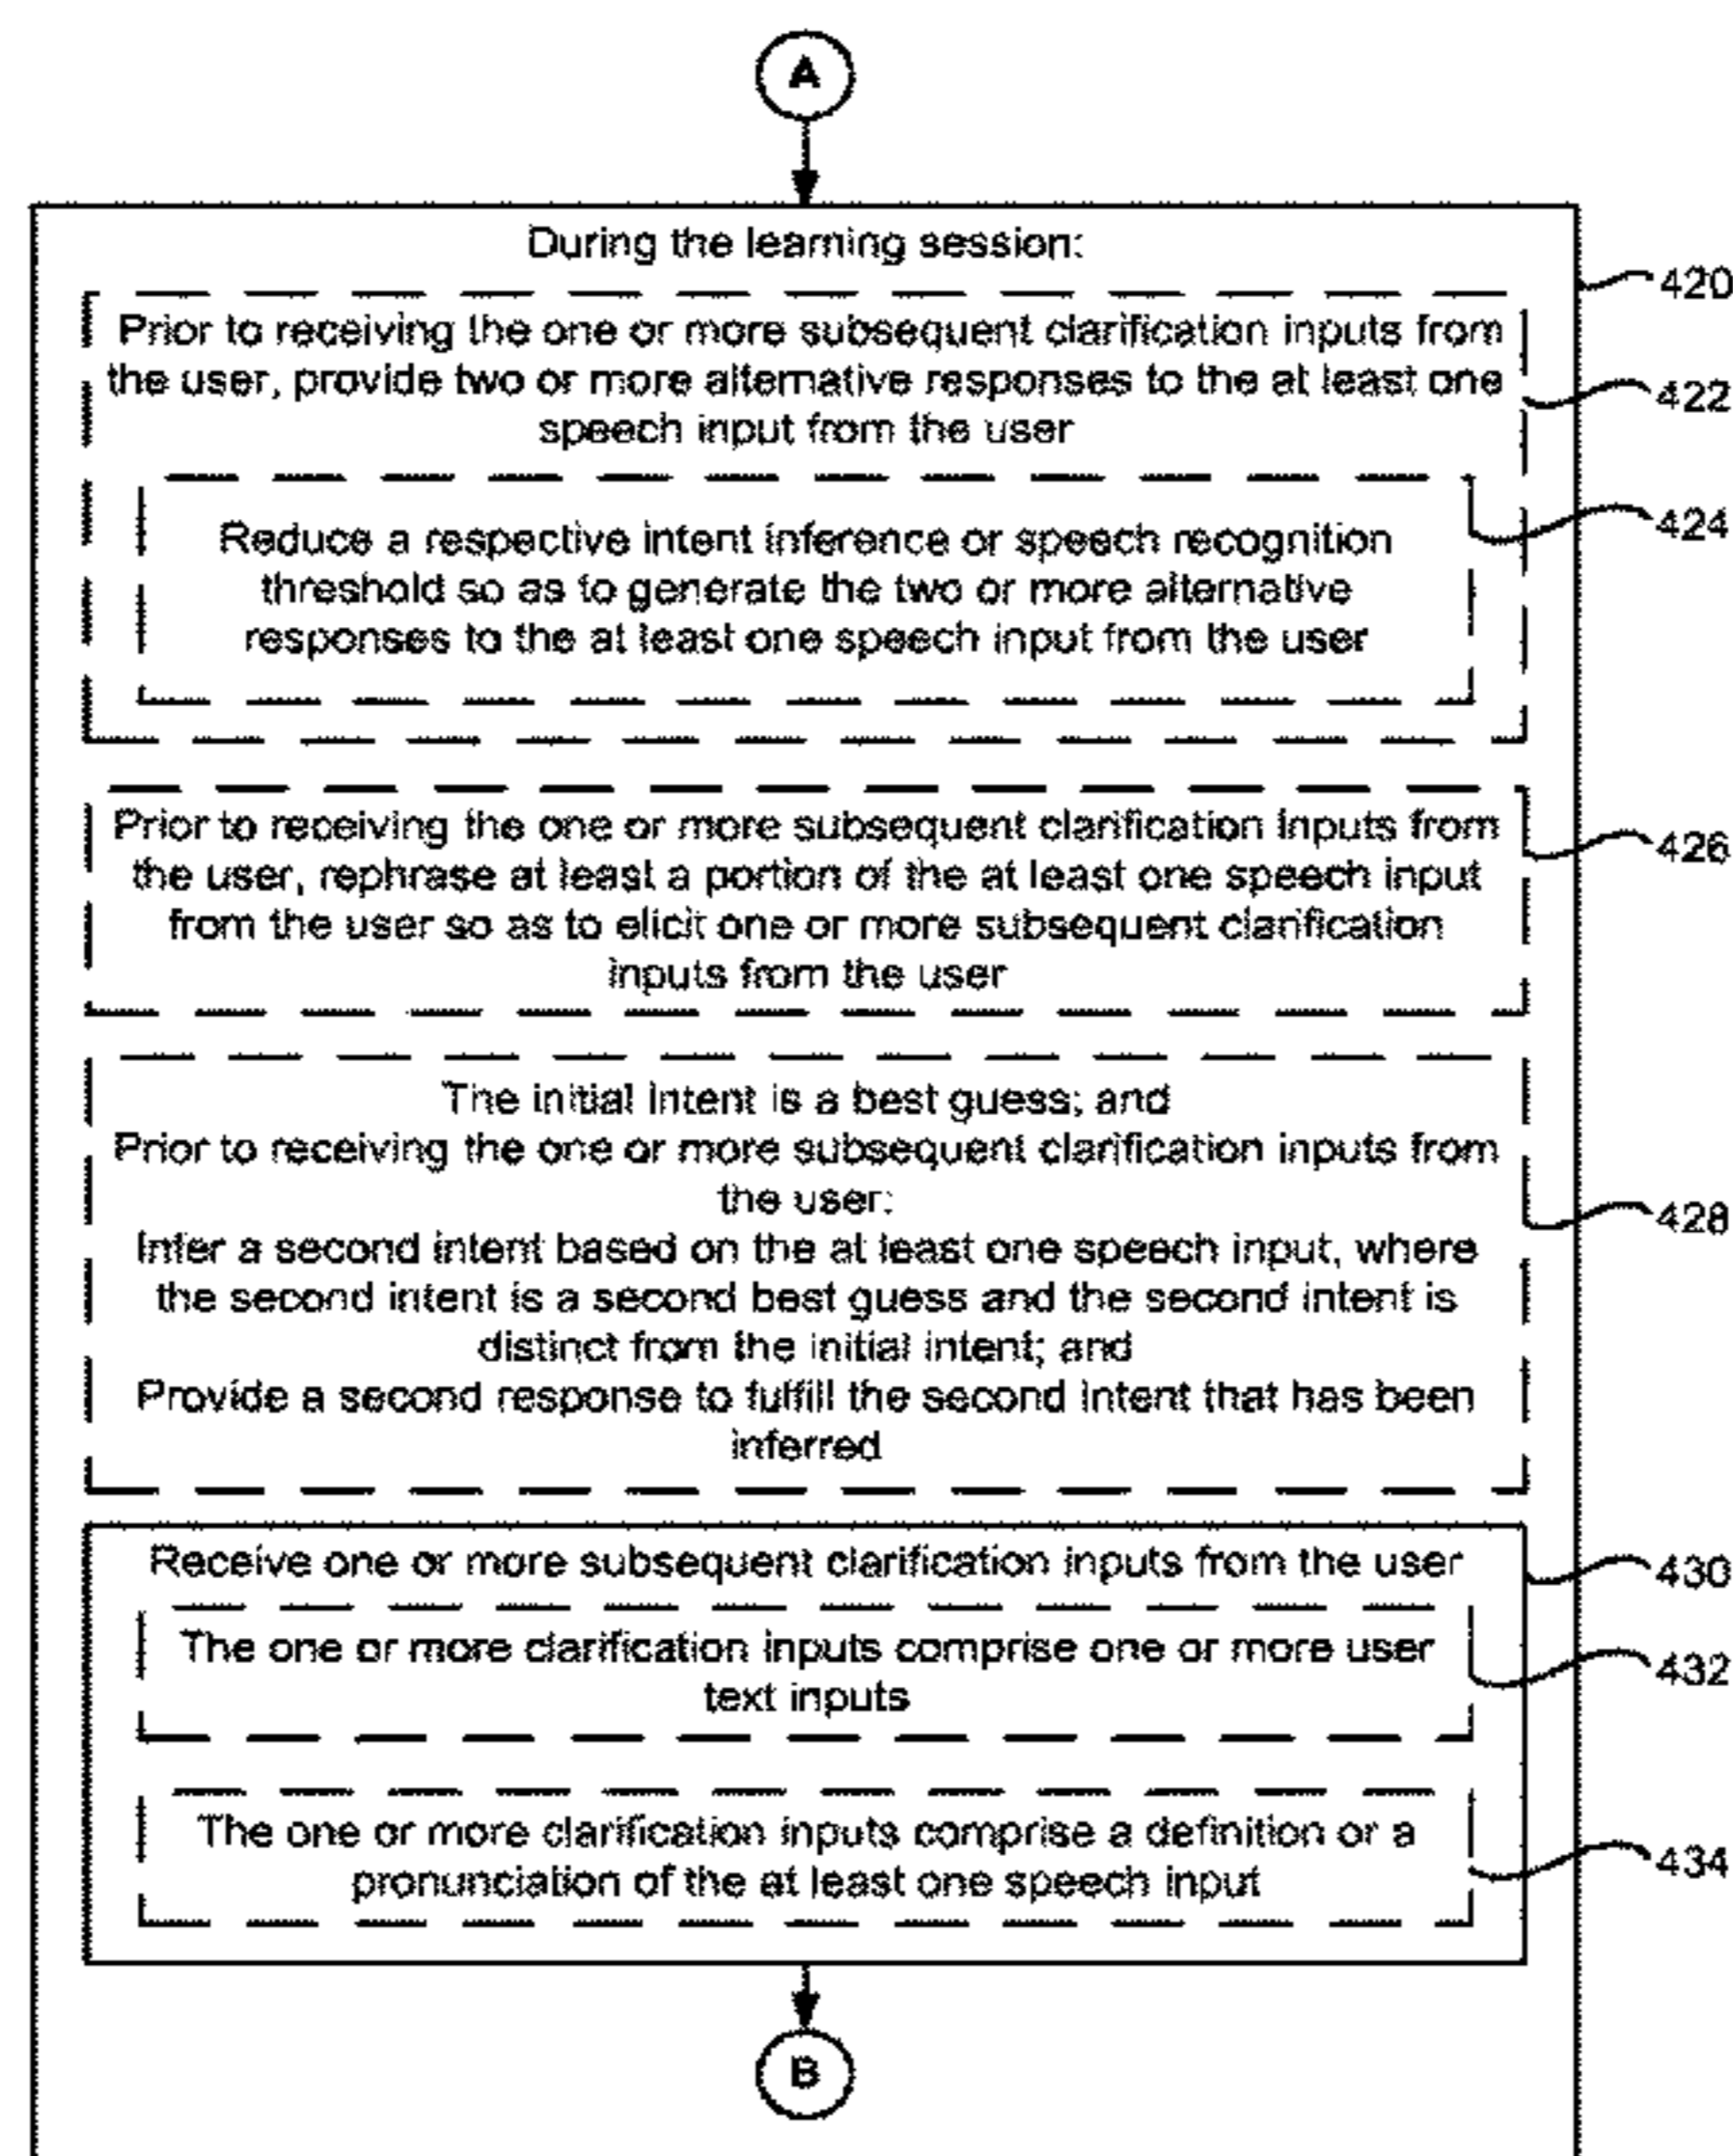 A
During the learning session:
420
Prior to receiving the one or more subsequent clarification inputs from
the user, provide two or more alternative responses to the at least one
422
speech input from the user
Reduce a respective intent inference or speech recognition
424
threshold so as to generate the two or more alternative
responses to the at least one speech input from the user
Prior to receiving the one or more subsequent clarification inputs from
426
the user, rephrase at least a portion of the at least one speech input
from the user so as to elicit one or more subsequent clarification
inputs from the user
The initial intent is a best guess; and
Prior to receiving the one or more subsequent clarification inputs from
the user:
428
Infer a second intent based on the at least one speech input, where
the second intent is a second best guess and the second intent is
distinct from the initial intent; and
Provide a second response to fulfill the second intent that has been
inferred
Receive one or more subsequent clarification inputs from the user
430
The one or more clarification inputs comprise one or more user
432
text inputs
The one or more clarification inputs comprise a definition or a
434
pronunciation of the at least one speech input
B